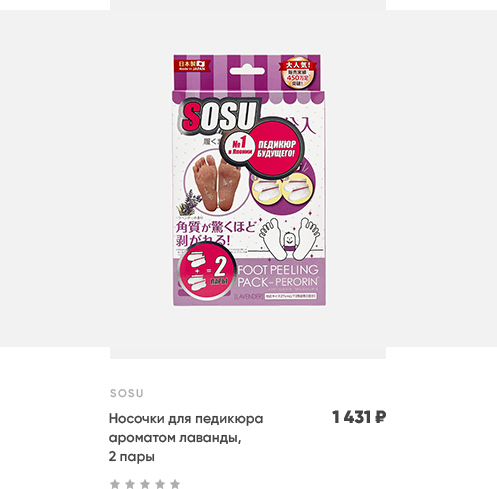 日本製
Made in JAPAN
大人気!
販売実績
450万足
突破!
SOSU
№1
в Японии
ПЕДИКЮР
БУДУЩЕГО!
角質が驚くほど
剥がれる!
= 2
ПАРЫ
FOOT PEELING
PACK-PERORIN
LAVENDER
SOSU
Носочки для педикюра
ароматом лаванды,
2 пары
1 431 ₽